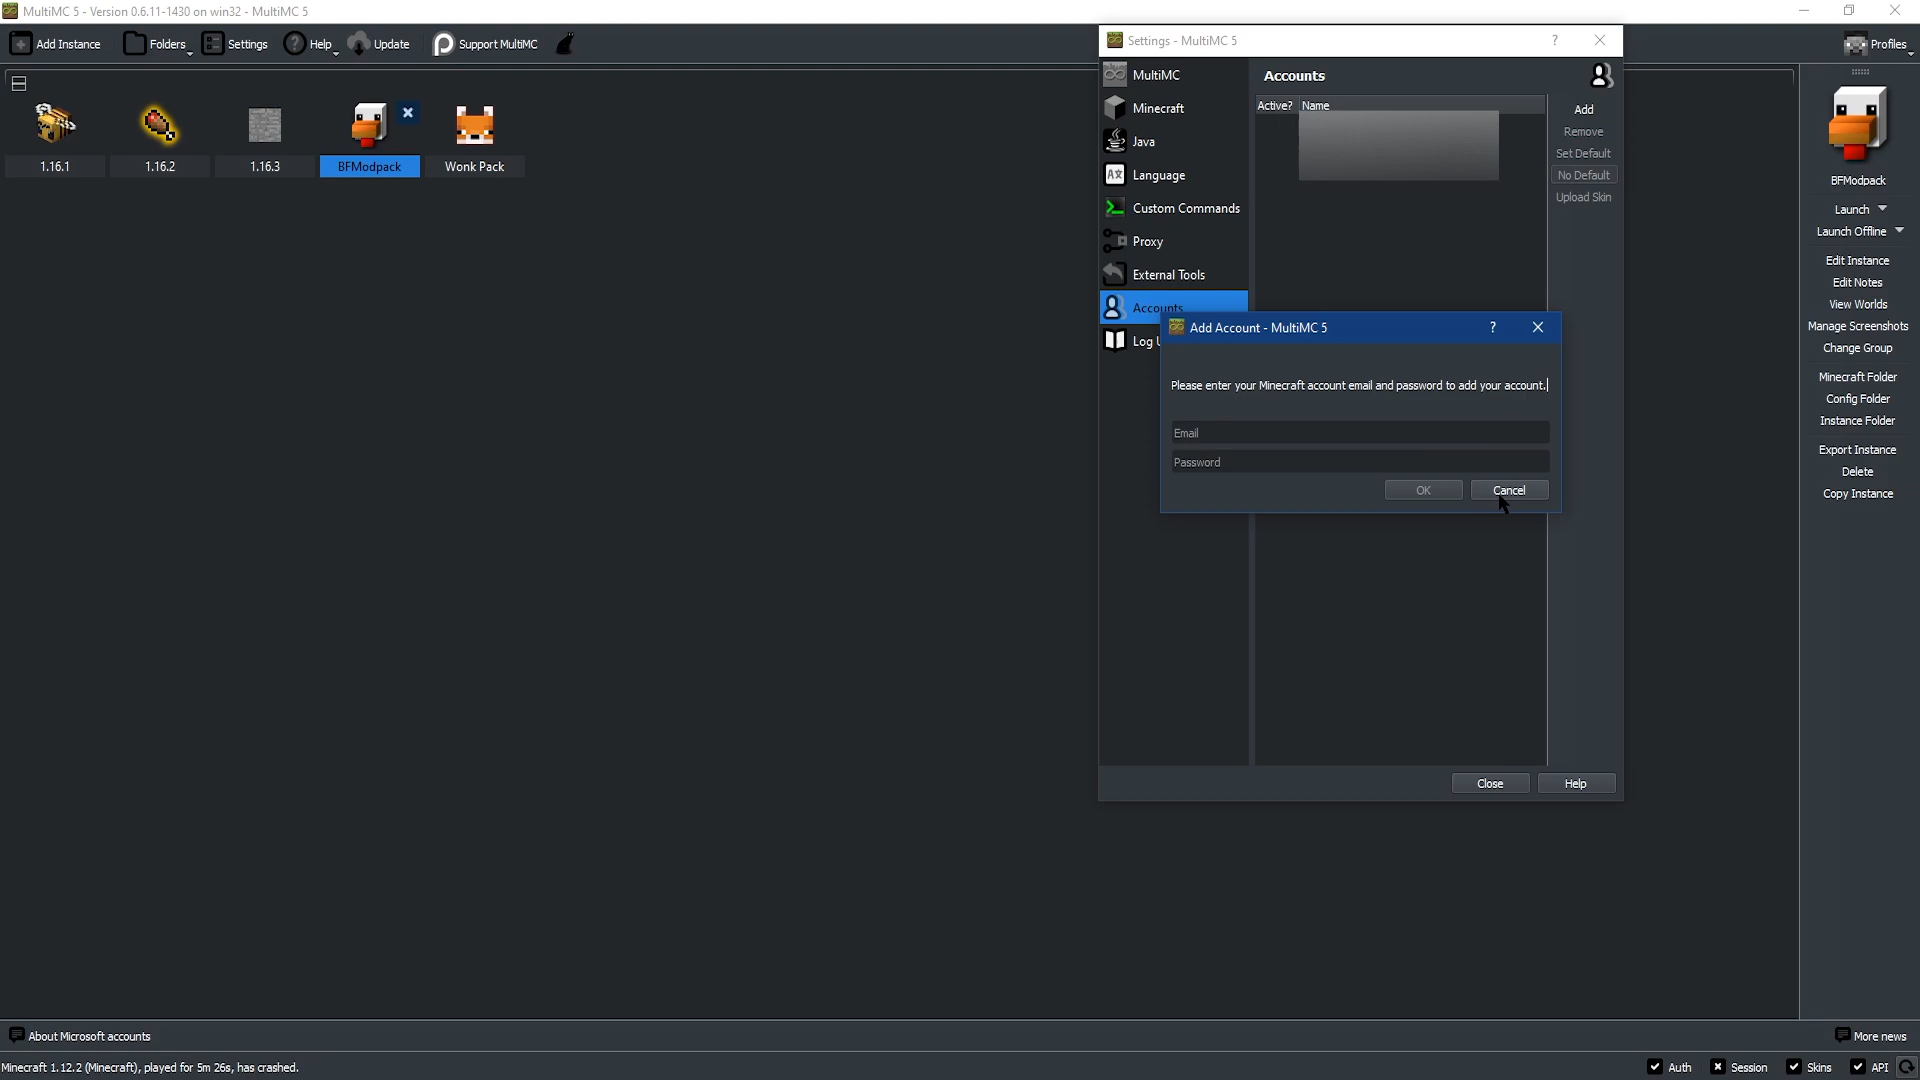 MultiMC 5 - Version 0.6.11-1430 on win32 - MultiMC 5
Add Instance
Folders
Settings
Help
Update
Support MultiMC
Profiles
1.16.1
1.16.2
1.16.3
BFModpack
Wonk Pack
Settings - MultiMC 5
?
MultiMC
Minecraft
Java
Language
Custom Commands
Proxy
External Tools
Accounts
Log U
Accounts
Active?
Name
Add
Remove
Set Default
No Default
Upload Skin
Add Account - MultiMC 5
?
Please enter your Minecraft account email and password to add your account.
Email
Password
OK
Cancel
Close
Help
BFModpack
Launch
Launch Offline
Edit Instance
Edit Notes
View Worlds
Manage Screenshots
Change Group
Minecraft Folder
Config Folder
Instance Folder
Export Instance
Delete
Copy Instance
About Microsoft accounts
More news
Minecraft 1.12.2 (Minecraft), played for 5m 26s, has crashed.
Auth
Session
Skins
API